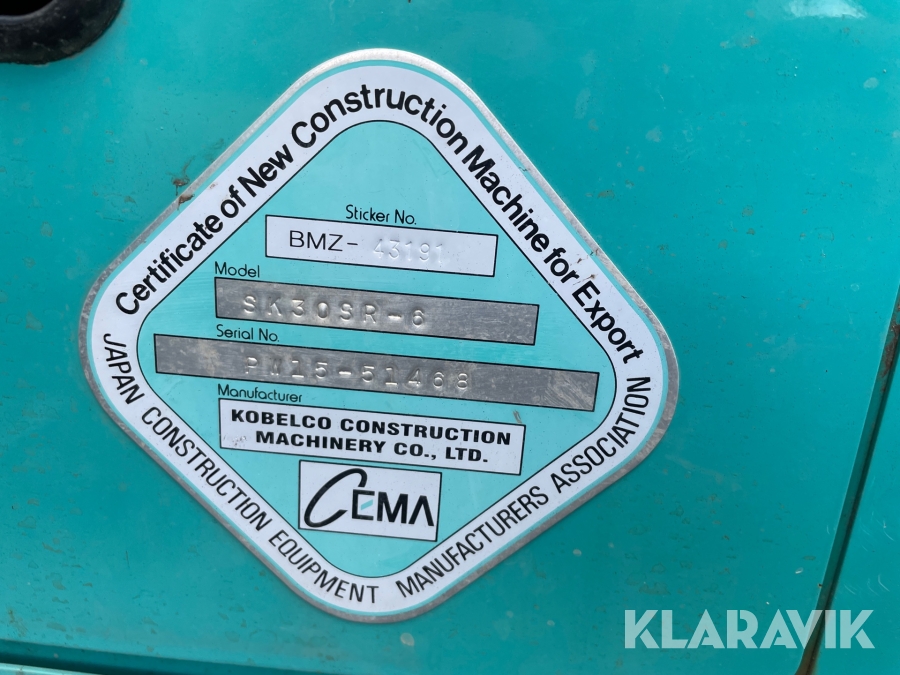 Certificate of New Construction Machine for Export
Sticker No.
BMZ- 43191
Model
SK30SR-6
Serial No.
PW15-51468
Manufacturer
KOBELCO CONSTRUCTION
MACHINERY CO., LTD.
CEMA
JAPAN CONSTRUCTION EQUIPMENT MANUFACTURERS ASSOCIATION
KLARAVIK